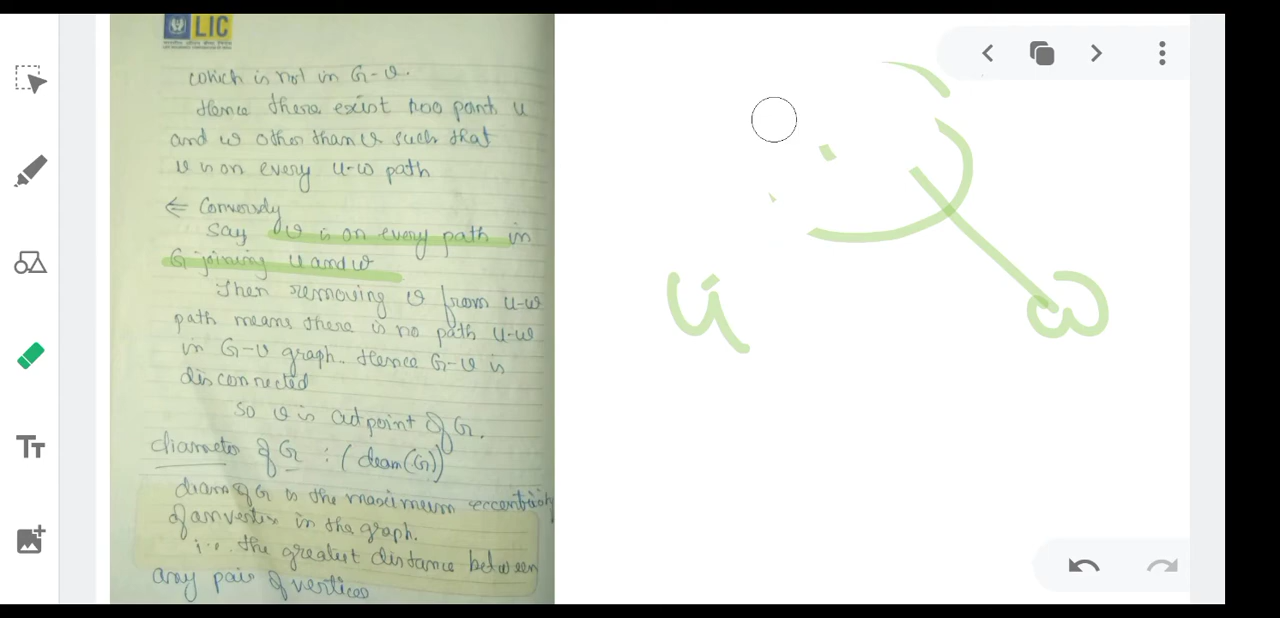 LIC
which is not in G-v.
Hence there exist two point u
and w other than v such that
v is on every u-w path
⇐ Conversly
Say v is on every path in
G joining u and w
Then removing v from u-w
path means there is no path u-w
in G-v graph. Hence G-v is
disconnected
So v is cutpoint of G.
diameter of G : (diam(G))
diam of G is the maximum eccentricity
of any vertex in the graph.
i.e. the greatest distance between
any pair of vertices
u
w
TT